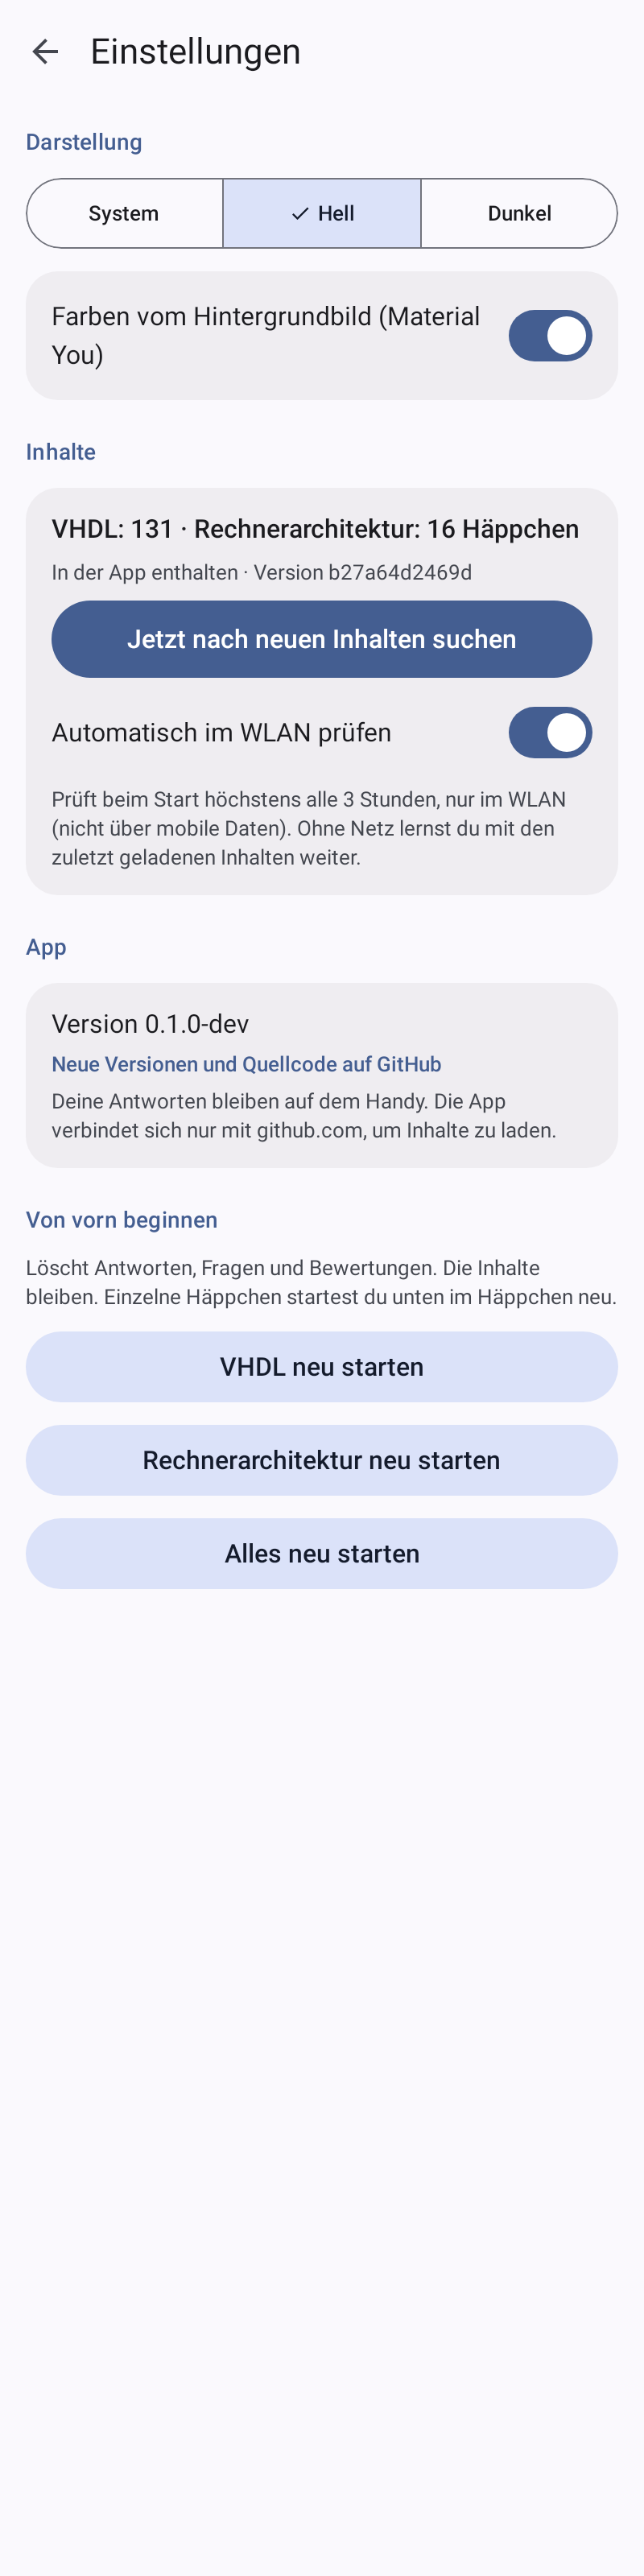 Einstellungen
Darstellung
System
Hell
Dunkel
Farben vom Hintergrundbild (Material
You)
Inhalte
VHDL: 131 · Rechnerarchitektur: 16 Häppchen
In der App enthalten · Version b27a64d2469d
Jetzt nach neuen Inhalten suchen
Automatisch im WLAN prüfen
Prüft beim Start höchstens alle 3 Stunden, nur im WLAN
(nicht über mobile Daten). Ohne Netz lernst du mit den
zuletzt geladenen Inhalten weiter.
App
Version 0.1.0-dev
Neue Versionen und Quellcode auf GitHub
Deine Antworten bleiben auf dem Handy. Die App
verbindet sich nur mit github.com, um Inhalte zu laden.
Von vorn beginnen
Löscht Antworten, Fragen und Bewertungen. Die Inhalte
bleiben. Einzelne Häppchen startest du unten im Häppchen neu.
VHDL neu starten
Rechnerarchitektur neu starten
Alles neu starten